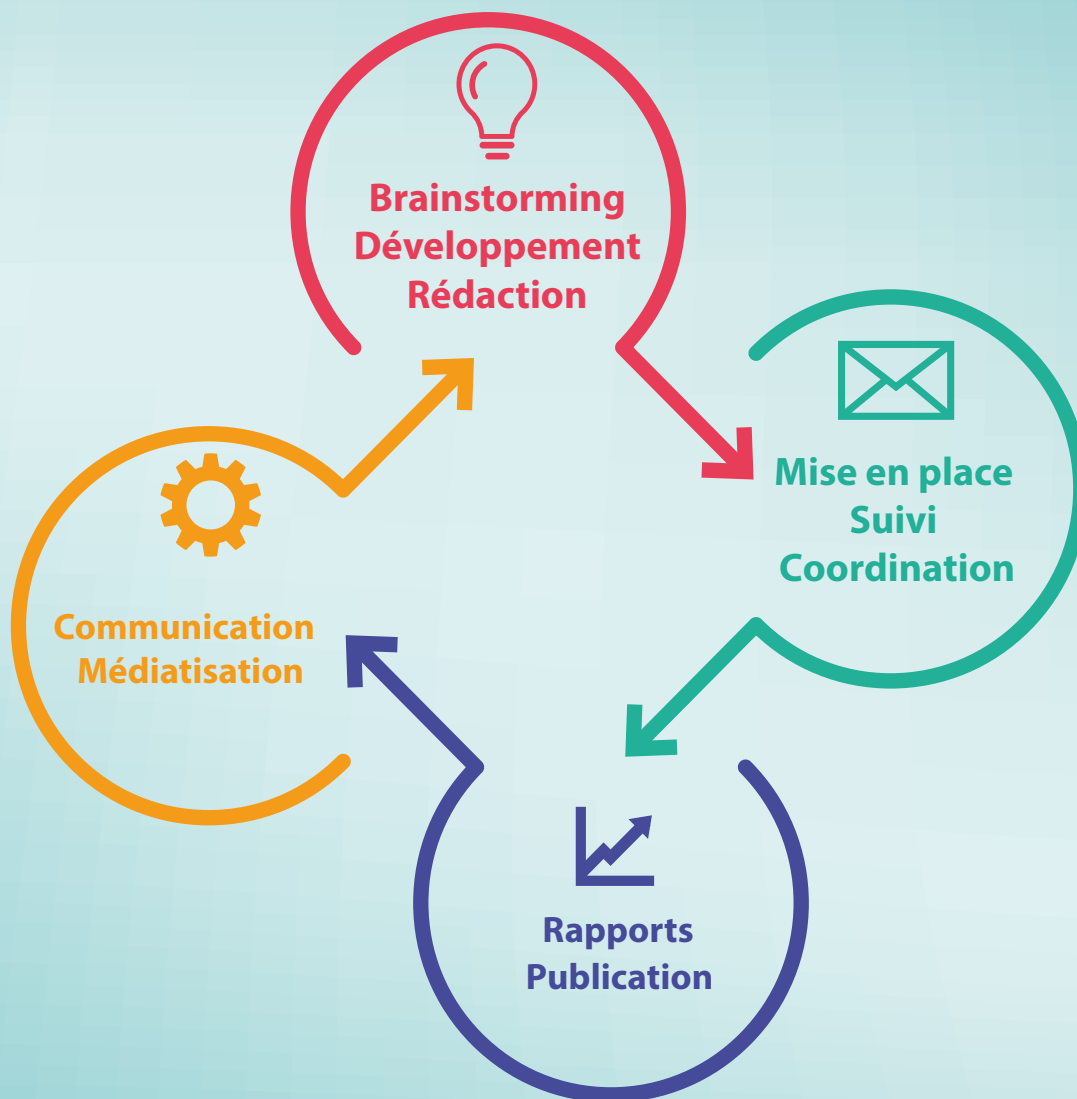 Brainstorming
Développement
Rédaction
Mise en place
Suivi
Coordination
Rapports
Publication
Communication
Médiatisation